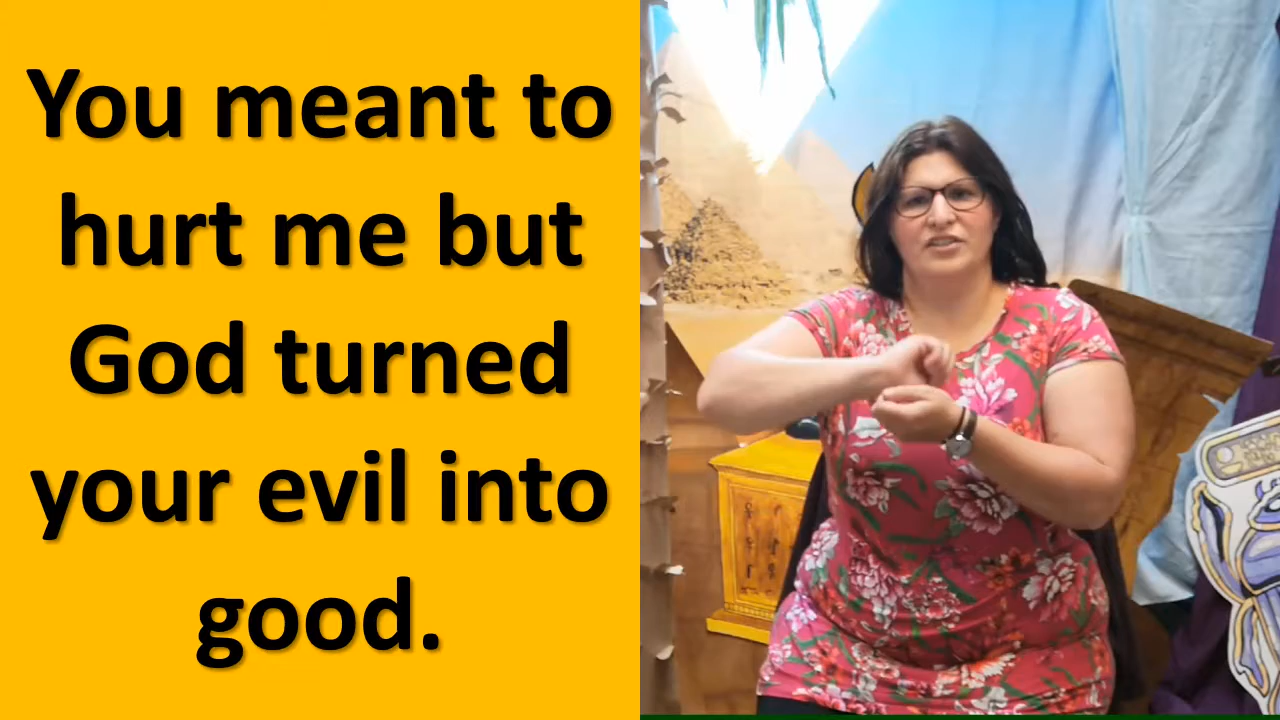 You meant to
hurt me but
God turned
your evil into
good.